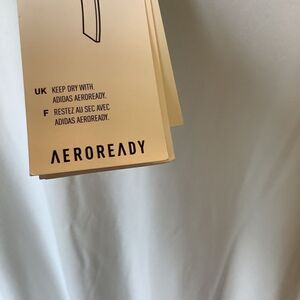 UK KEEP DRY WITH
ADIDAS AEROREADY.
F RESTEZ AU SEC AVEC
ADIDAS AEROREADY.
AEROREADY